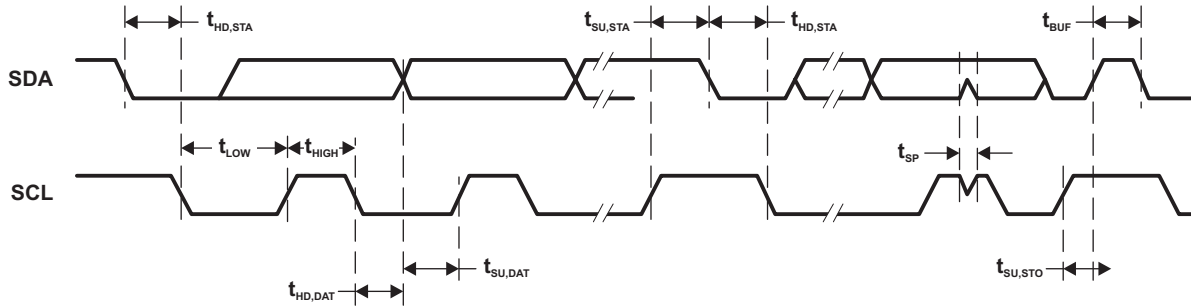 tHD,STA
tSU,STA
tHD,STA
tBUF
SDA
tLOW
tHIGH
tSP
SCL
tSU,DAT
tSU,STO
tHD,DAT